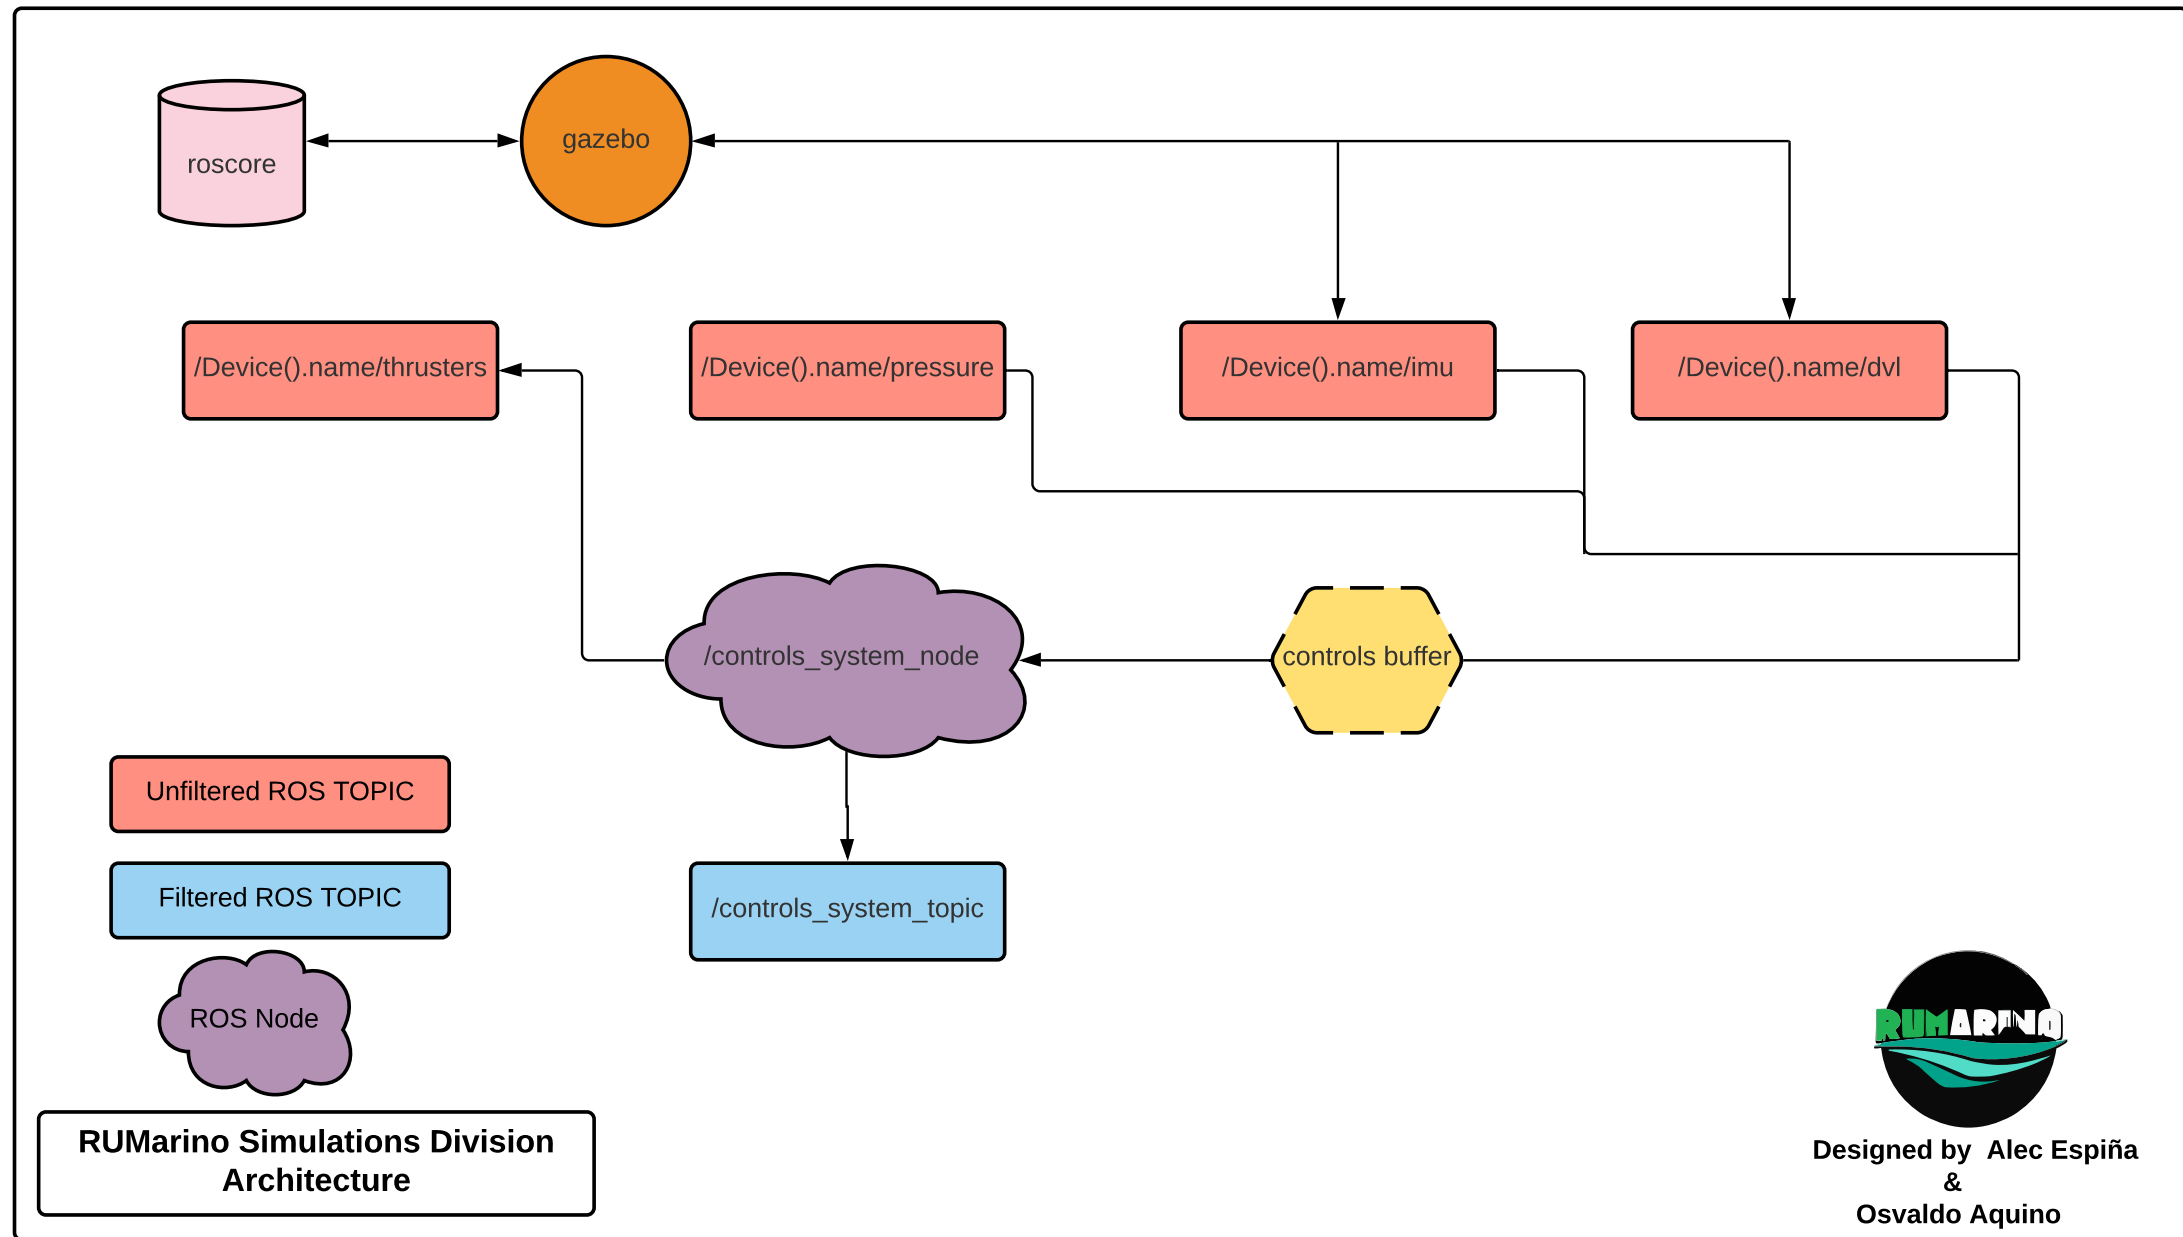 roscore
gazebo
/Device().name/thrusters
/Device().name/pressure
/Device().name/imu
/Device().name/dvl
/controls_system_node
controls buffer
Unfiltered ROS TOPIC
Filtered ROS TOPIC
/controls_system_topic
ROS Node
RUMARINO
RUMarino Simulations Division
Architecture
Designed by  Alec Espiña
&
Osvaldo Aquino